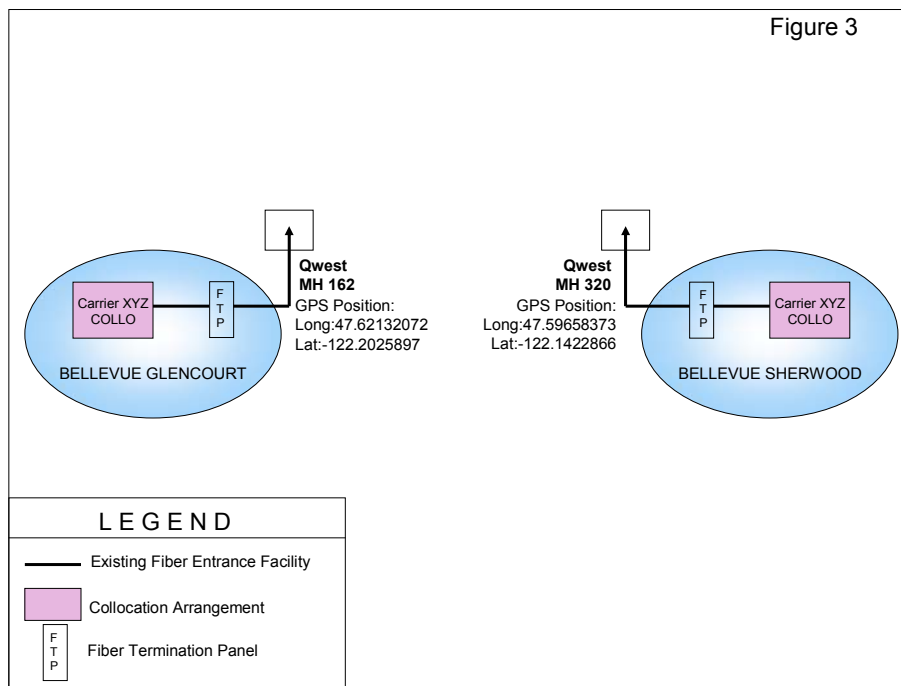 Figure 3
Qwest
MH 162
GPS Position:
Long:47.62132072
Lat:-122.2025897
Carrier XYZ
COLLO
F
T
P
BELLEVUE GLENCOURT
Qwest
MH 320
GPS Position:
Long:47.59658373
Lat:-122.1422866
F
T
P
Carrier XYZ
COLLO
BELLEVUE SHERWOOD
LEGEND
Existing Fiber Entrance Facility
Collocation Arrangement
F
T
P
Fiber Termination Panel